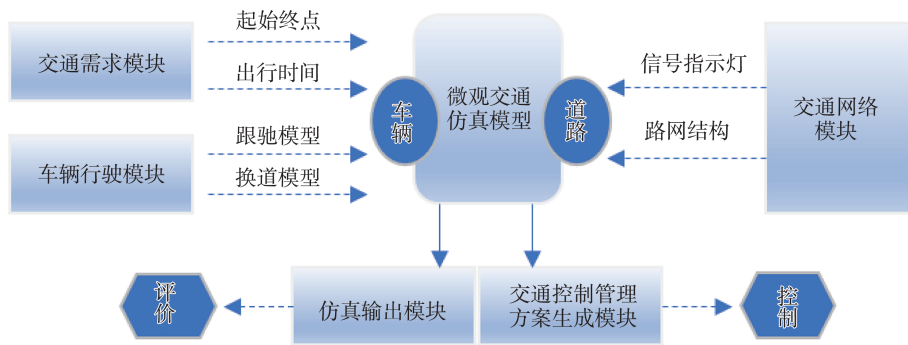 交通需求模块
起始终点
出行时间
车辆行驶模块
跟驰模型
换道模型
车辆
微观交通
仿真模型
道路
信号指示灯
路网结构
交通网络
模块
评价
仿真输出模块
交通控制管理
方案生成模块
控制